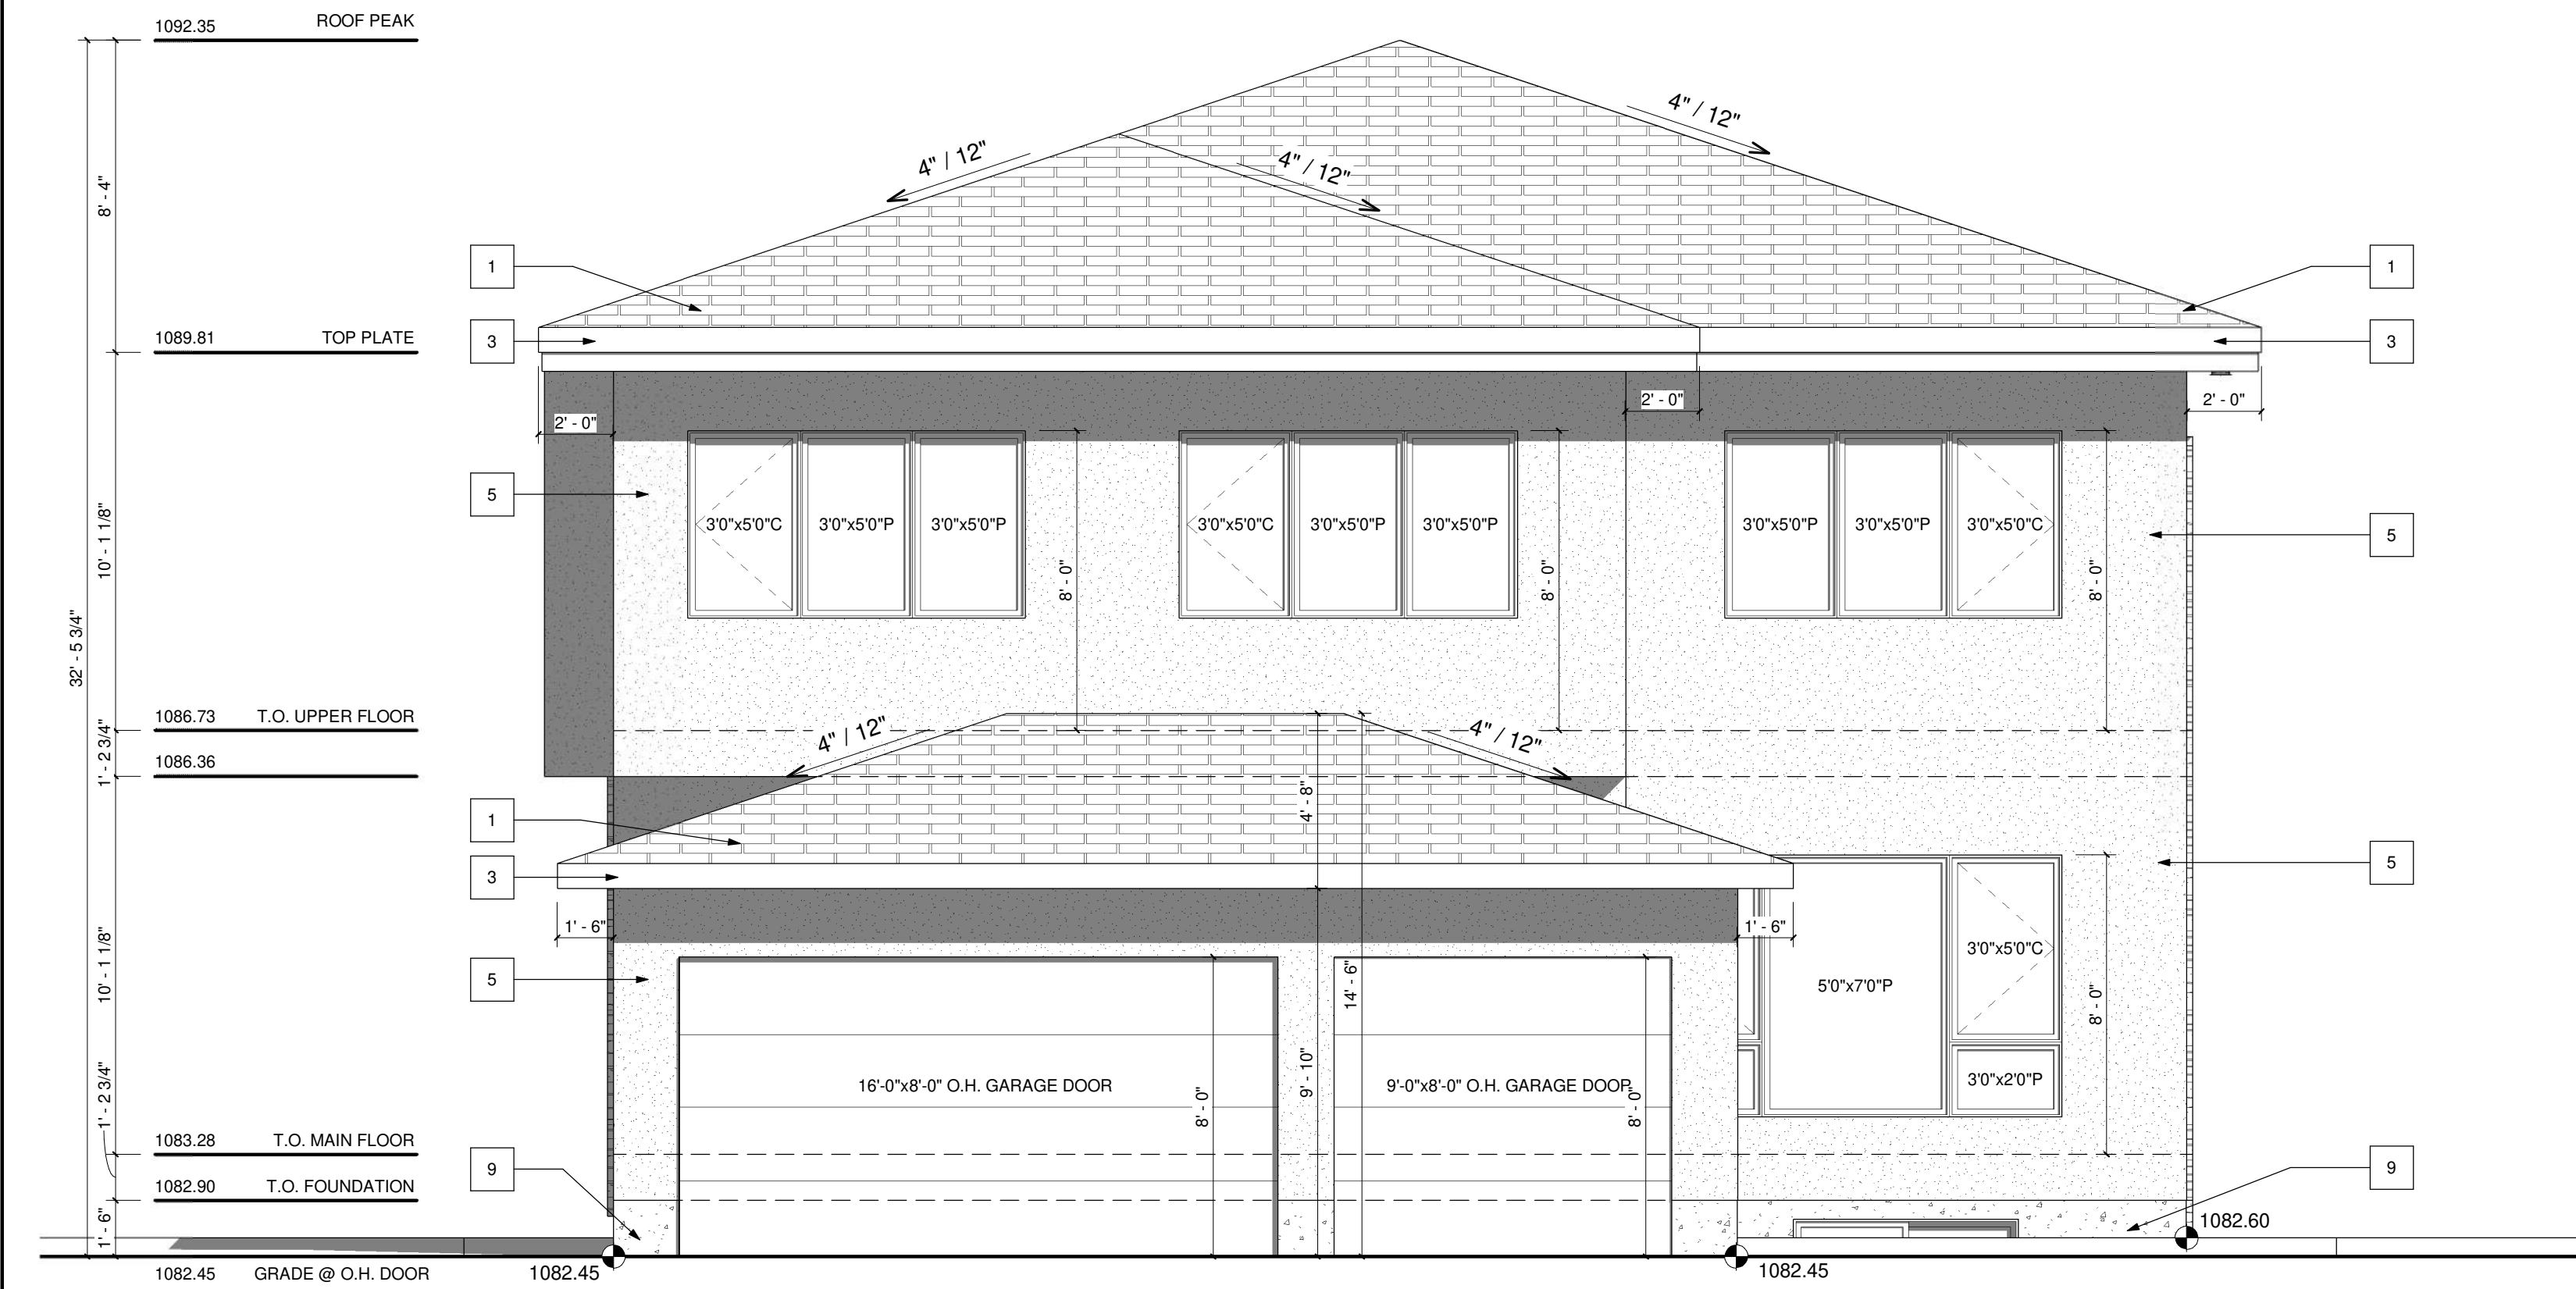 1092.35 ROOF PEAK
4" / 12"
4" / 12"
4" / 12"
8' - 4"
1
1
1089.81 TOP PLATE
3
3
2' - 0"
2' - 0"
2' - 0"
5
3'0"x5'0"C 3'0"x5'0"P 3'0"x5'0"P
3'0"x5'0"C 3'0"x5'0"P 3'0"x5'0"P
3'0"x5'0"P 3'0"x5'0"P 3'0"x5'0"C
5
10' - 1 1/8"
8' - 0"
8' - 0"
8' - 0"
32' - 5 3/4"
1086.73 T.O. UPPER FLOOR
4" / 12"
4" / 12"
1' - 2 3/4"
1086.36
4' - 8"
1
5
3
1' - 6"
1' - 6"
3'0"x5'0"C
10' - 1 1/8"
5
14' - 6"
5'0"x7'0"P
8' - 0"
16'-0"x8'-0" O.H. GARAGE DOOR
9'-0"x8'-0" O.H. GARAGE DOOR
3'0"x2'0"P
9' - 10"
8' - 0"
8' - 0"
1' - 2 3/4"
1083.28 T.O. MAIN FLOOR
9
9
1082.90 T.O. FOUNDATION
1' - 6"
1082.60
1082.45 GRADE @ O.H. DOOR
1082.45
1082.45